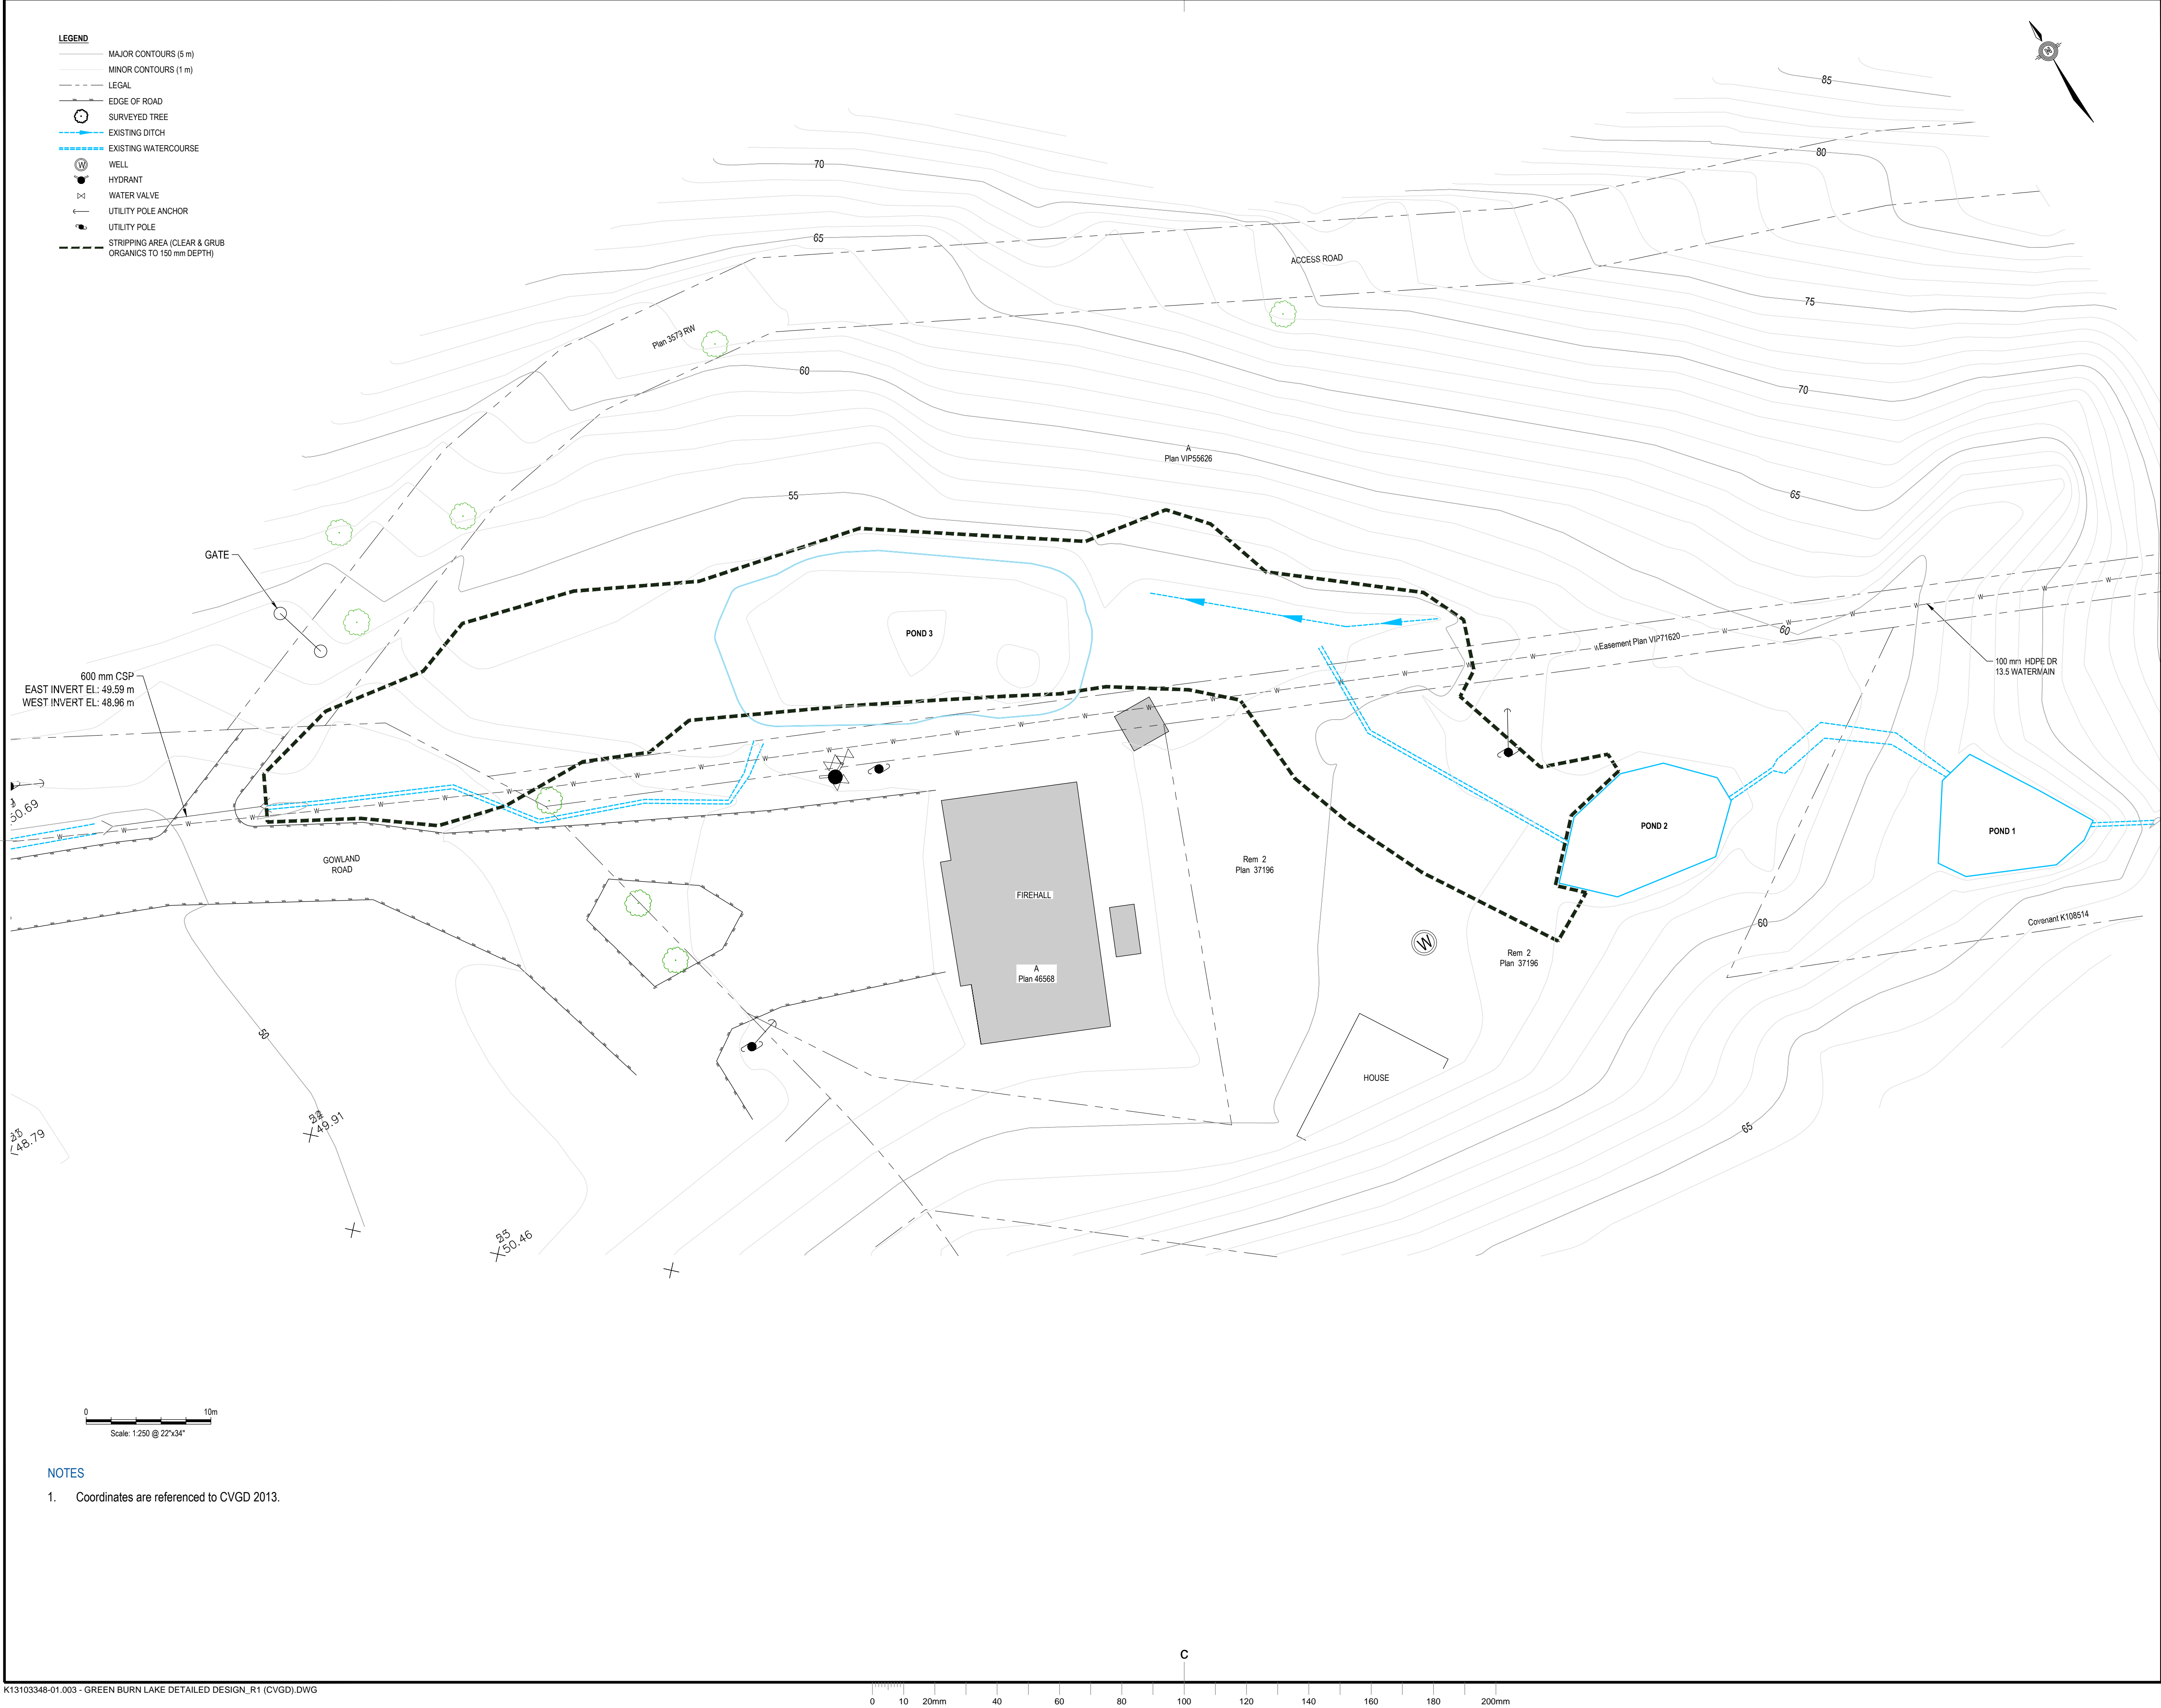 LEGEND
MAJOR CONTOURS (5 m)
MINOR CONTOURS (1 m)
LEGAL
EDGE OF ROAD
SURVEYED TREE
EXISTING DITCH
EXISTING WATERCOURSE
W WELL
HYDRANT
WATER VALVE
UTILITY POLE ANCHOR
UTILITY POLE
STRIPPING AREA (CLEAR & GRUB
ORGANICS TO 150 mm DEPTH)
85
80
70
65
ACCESS ROAD
75
Plan 3579 RW
60
70
A
Plan VIP55626
55
65
GATE
POND 3
60
Easement Plan VIP71620
100 mm HDPE DR
13.5 WATERMAIN
600 mm CSP
EAST INVERT EL: 49.59 m
WEST INVERT EL: 48.96 m
50.69
POND 2
POND 1
GOWLAND
ROAD
Rem 2
Plan 37196
FIREHALL
60
Covenant K108514
W
Rem 2
Plan 37196
A
Plan 46568
50
HOUSE
49.91
65
48.79
50.46
0 10m
Scale: 1:250 @ 22"x34"
NOTES
1. Coordinates are referenced to CVGD 2013.
C
K13103348-01.003 - GREEN BURN LAKE DETAILED DESIGN_R1 (CVGD).DWG
0 10 20mm 40 60 80 100 120 140 160 180 200mm